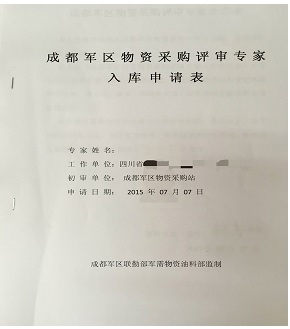 成都军区物资采购评审专家
入库申请表
专家姓名:
工作单位: 四川省
初审单位: 成都军区物资采购站
申请日期: 2015 年 07 月 07 日
成都军区联勤部军需物资油料部监制